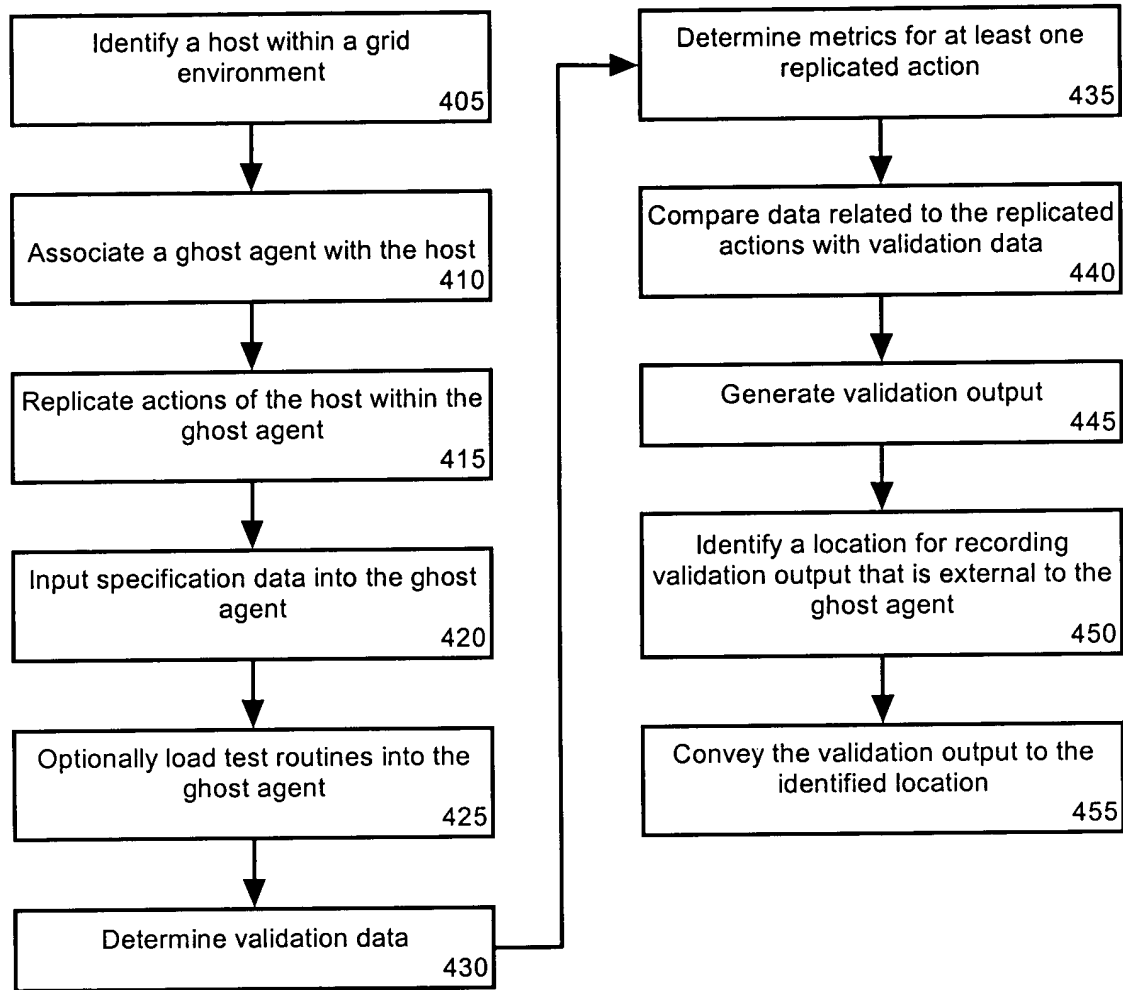 Identify a host within a grid
environment
405
Associate a ghost agent with the host
410
Replicate actions of the host within the
ghost agent
415
Input specification data into the ghost
agent
420
Optionally load test routines into the
ghost agent
425
Determine validation data
430
Determine metrics for at least one
replicated action
435
Compare data related to the replicated
actions with validation data
440
Generate validation output
445
Identify a location for recording
validation output that is external to the
ghost agent
450
Convey the validation output to the
identified location
455